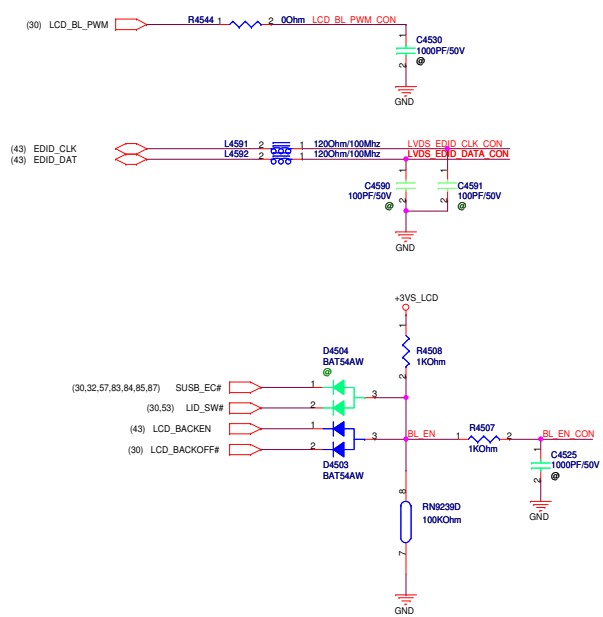 (30) LCD_BL_PWM R4544 1 2 0Ohm LCD_BL_PWM_CON
1
C4530
1000PF/50V
2 @
GND
(43) EDID_CLK L4591 2 1 120Ohm/100Mhz LVDS_EDID_CLK_CON
(43) EDID_DAT L4592 2 1 120Ohm/100Mhz LVDS_EDID_DATA_CON
1 1
C4590 C4591
100PF/50V 100PF/50V
2 @ 2 @
GND
+3VS_LCD
1
D4504 R4508
BAT54AW 1KOhm
@ 2
(30,32,57,83,84,85,87) SUSB_EC# 1
3
(30,53) LID_SW# 2
(43) LCD_BACKEN 1 R4507
3 BL_EN 1 2 BL_EN_CON
(30) LCD_BACKOFF# 2 1KOhm
D4503 1 C4525
BAT54AW 1000PF/50V
2 @
8
GND
RN9239D
100KOhm
7
GND